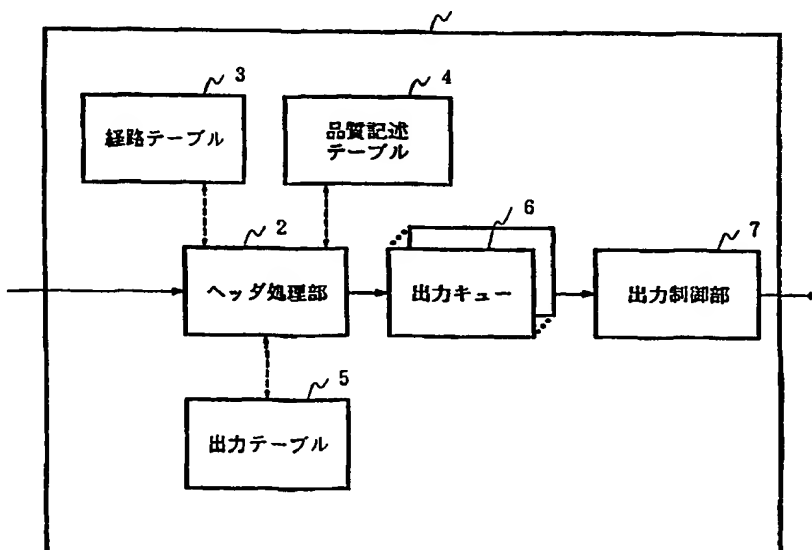 3
経路テーブル
4
品質記述
テーブル
2
ヘッダ処理部
6
出力キュー
7
出力制御部
5
出力テーブル